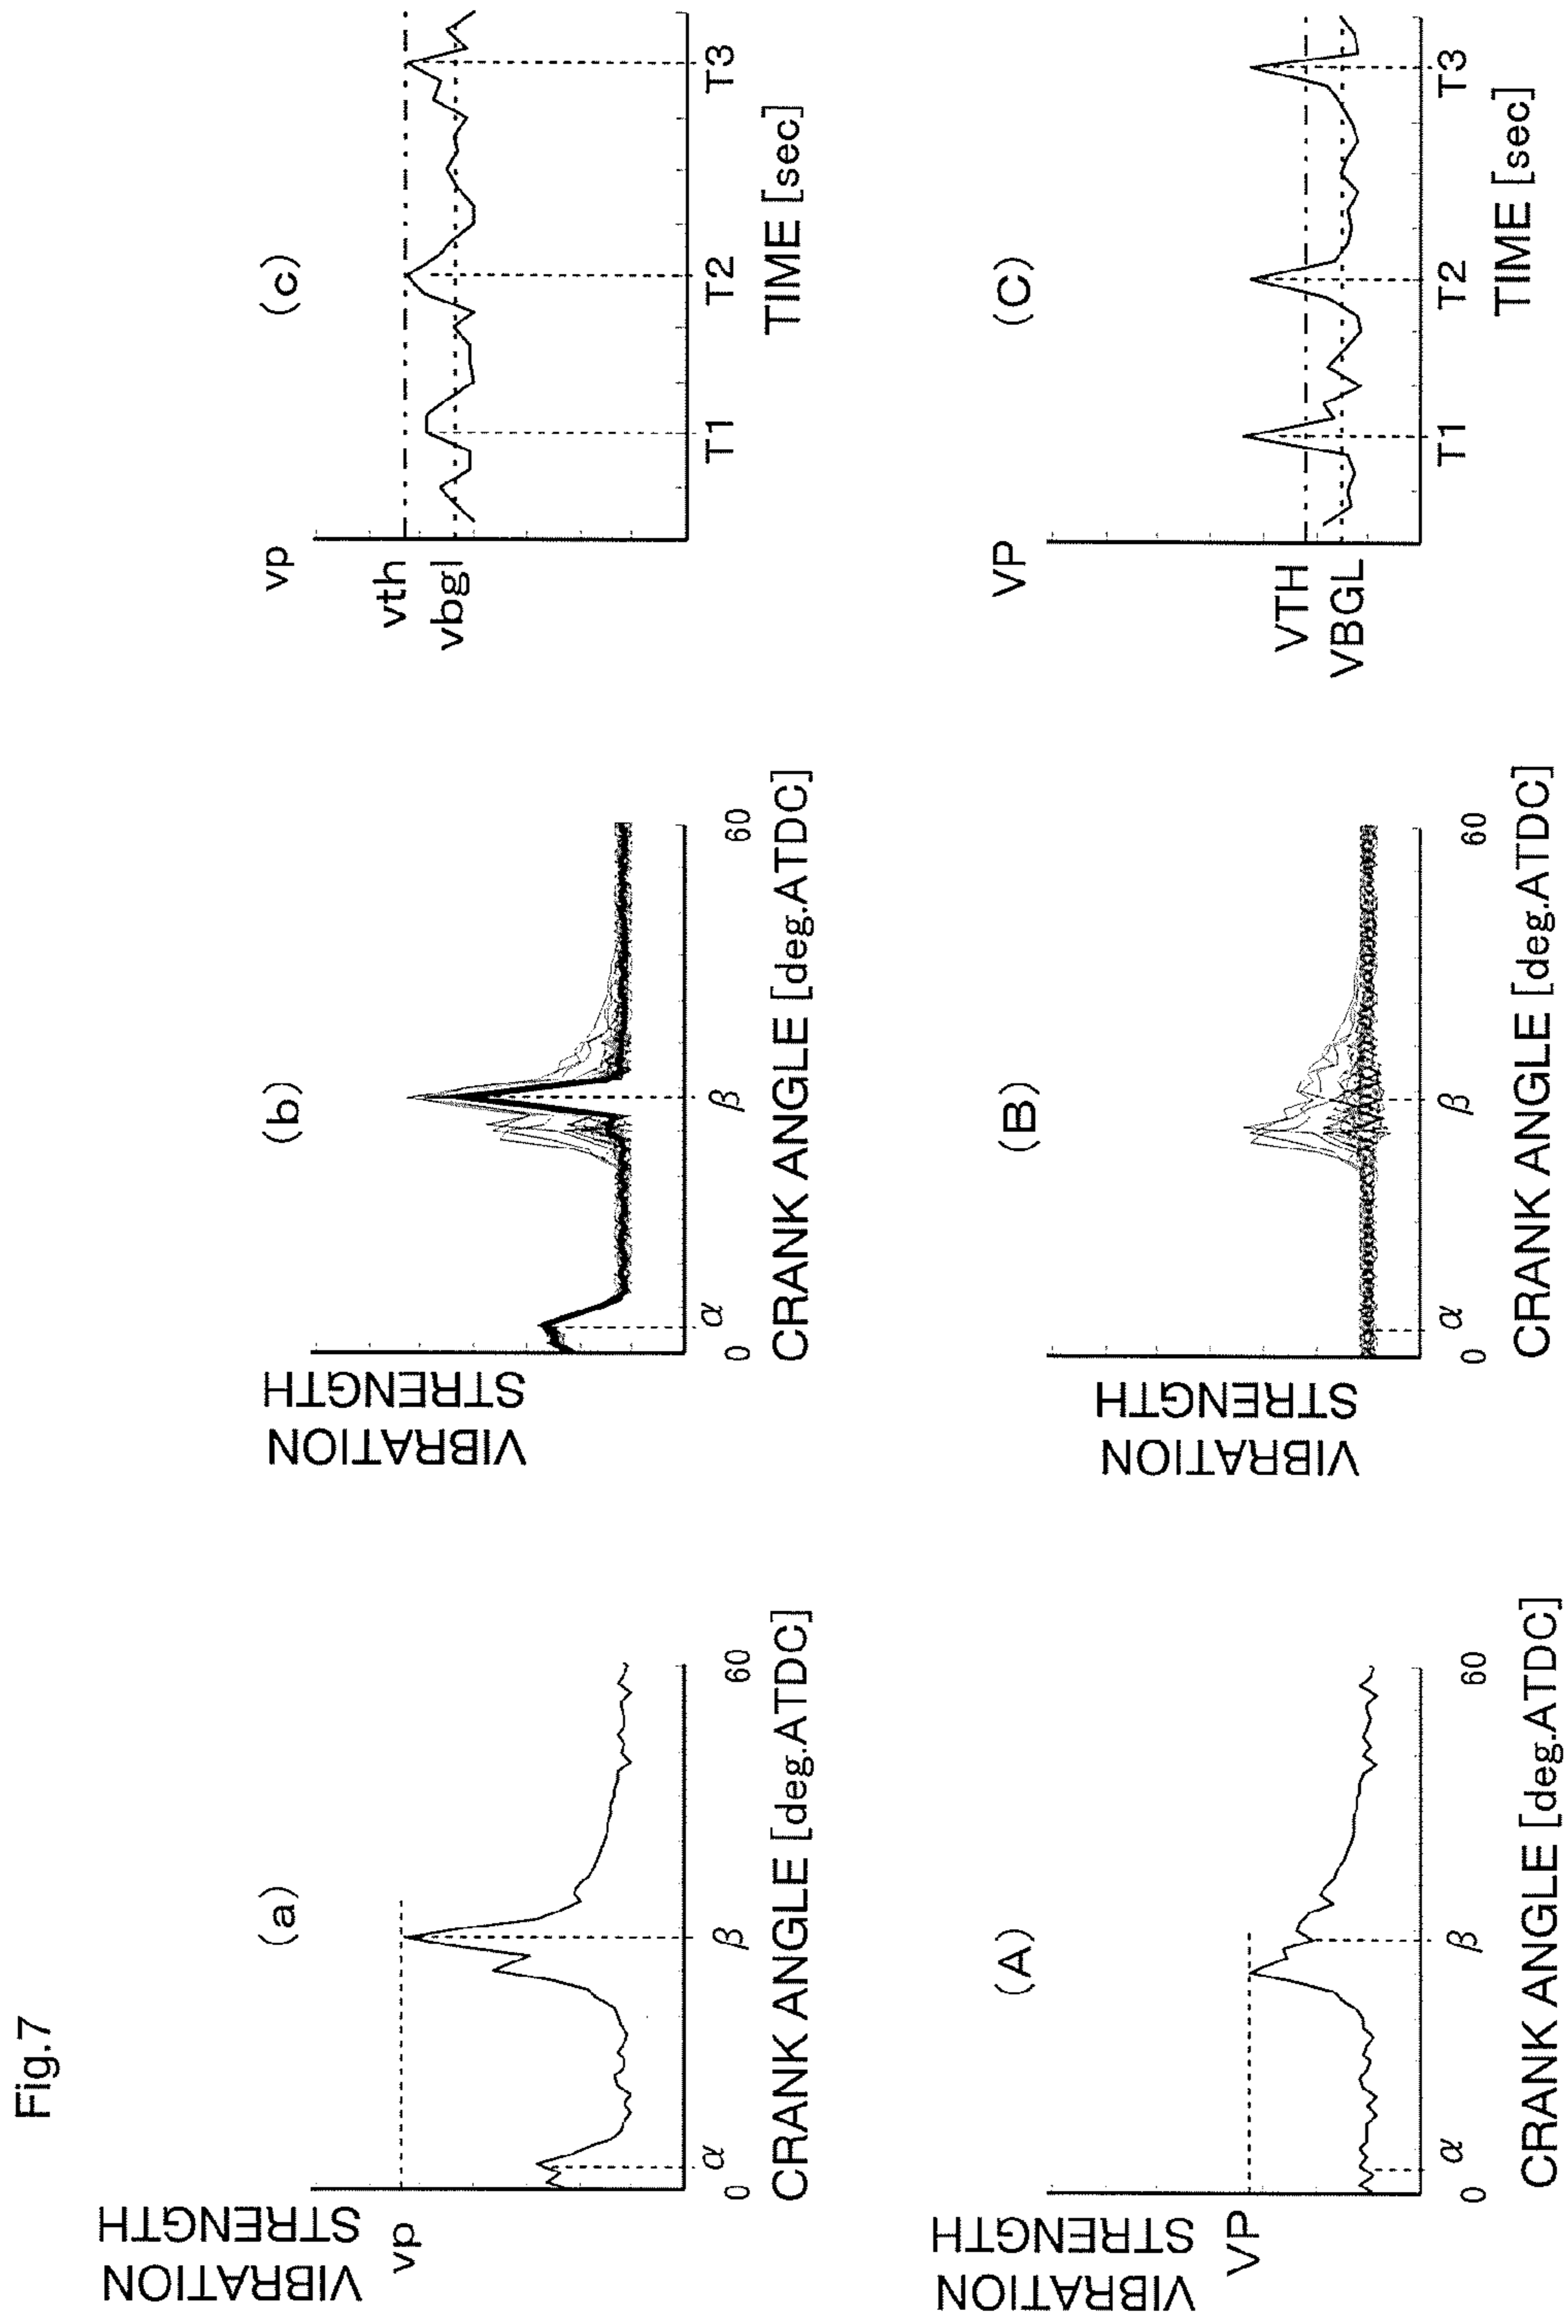 Fig.7
(a)
VIBRATION
STRENGTH
vp
0
α
β
60
CRANK ANGLE [deg.ATDC]
(b)
VIBRATION
STRENGTH
0
α
β
60
CRANK ANGLE [deg.ATDC]
(c)
vp
vth
vbgl
T1
T2
T3
TIME [sec]
(A)
VIBRATION
STRENGTH
VP
0
α
β
60
CRANK ANGLE [deg.ATDC]
(B)
VIBRATION
STRENGTH
0
α
β
60
CRANK ANGLE [deg.ATDC]
(C)
VP
VTH
VBGL
T1
T2
T3
TIME [sec]